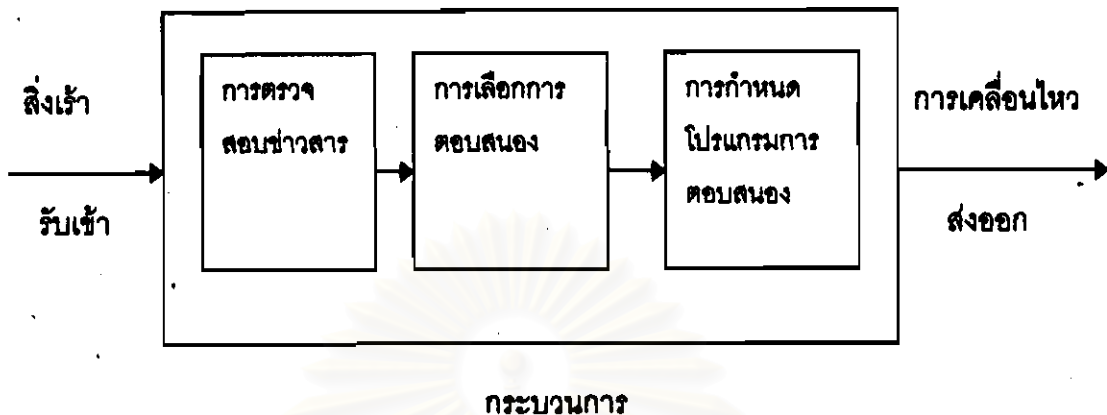 สิ่งเร้า
รับเข้า
การตรวจ
สอบข่าวสาร
การเลือกการ
ตอบสนอง
การกำหนด
โปรแกรมการ
ตอบสนอง
การเคลื่อนไหว
ส่งออก
กระบวนการ